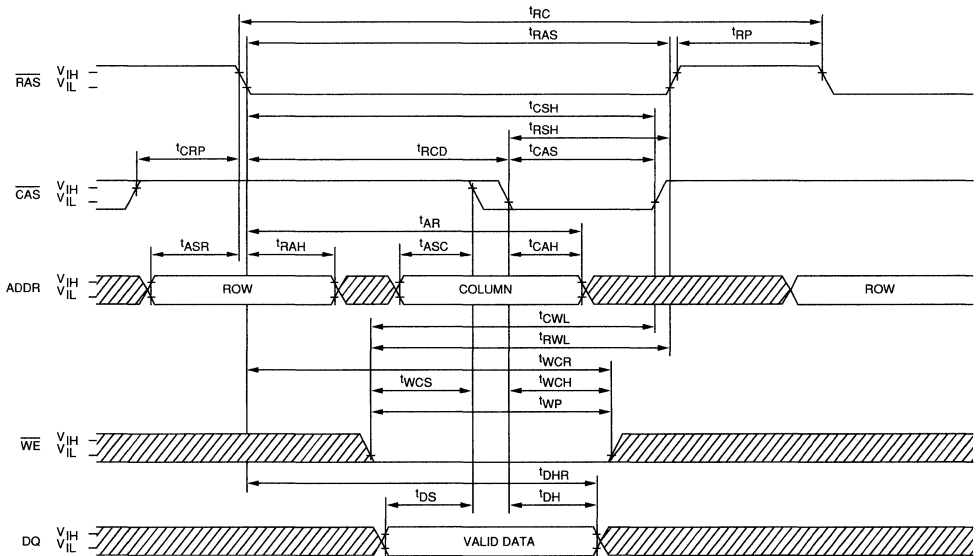 tRC
tRAS
tRP
RAS VIH
VIL
tCSH
tRSH
tCRP
tRCD
tCAS
CAS VIH
VIL
tAR
tASR
tRAH
tASC
tCAH
ADDR VIH
VIL
ROW
COLUMN
ROW
tCWL
tRWL
tWCR
tWCS
tWCH
tWP
WE VIH
VIL
tDHR
tDS
tDH
DQ VIH
VIL
VALID DATA